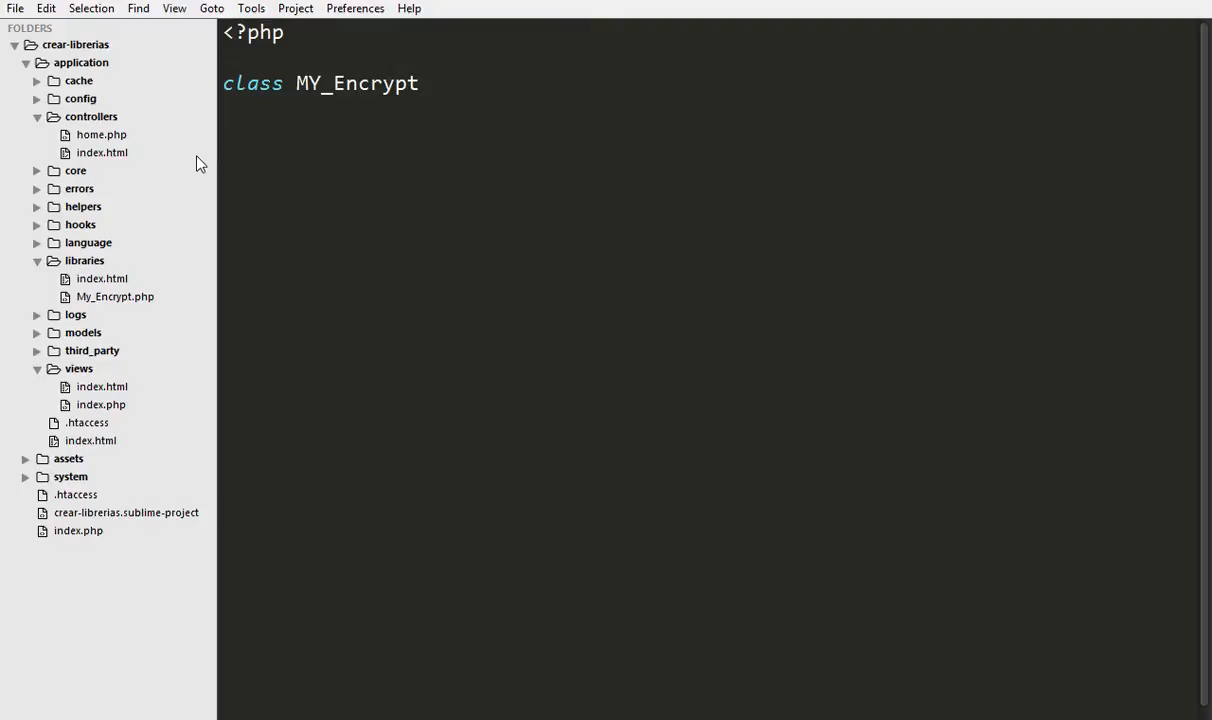 File Edit Selection Find View Goto Tools Project Preferences Help
FOLDERS
crear-librerias
application
cache
config
controllers
home.php
index.html
core
errors
helpers
hooks
language
libraries
index.html
My_Encrypt.php
logs
models
third_party
views
index.html
index.php
.htaccess
index.html
assets
system
.htaccess
crear-librerias.sublime-project
index.php
<?php
class MY_Encrypt